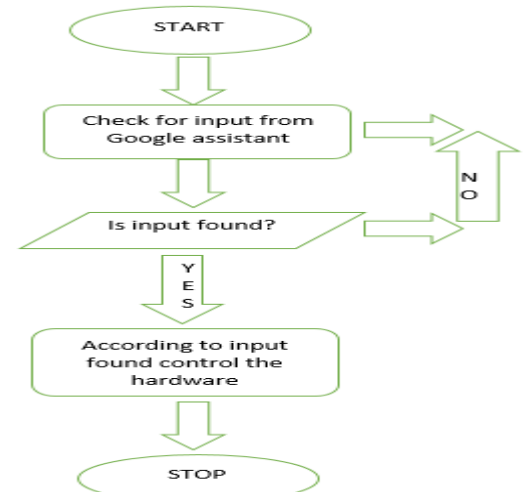 START
Check for input from
Google assistant
N
O
Is input found?
Y
E
S
According to input
found control the
hardware
STOP